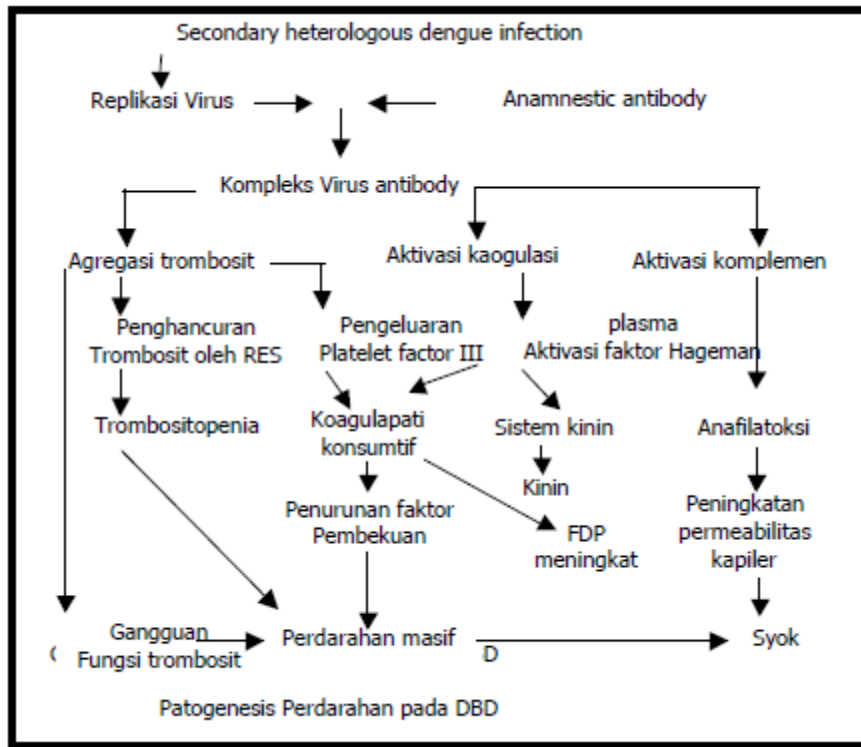 Secondary heterologous dengue infection
Replikasi Virus
Anamnestic antibody
Kompleks Virus antibody
Agregasi trombosit
Aktivasi kaogulasi
Aktivasi komplemen
Penghancuran
Trombosit oleh RES
Pengeluaran
Platelet factor III
plasma
Aktivasi faktor Hageman
Trombositopenia
Koagulapati
konsumtif
Sistem kinin
Anafilatoksi
Kinin
Penurunan faktor
Pembekuan
FDP
meningkat
Peningkatan
permeabilitas
kapiler
Gangguan
Fungsi trombosit
Perdarahan masif
D
Syok
Patogenesis Perdarahan pada DBD